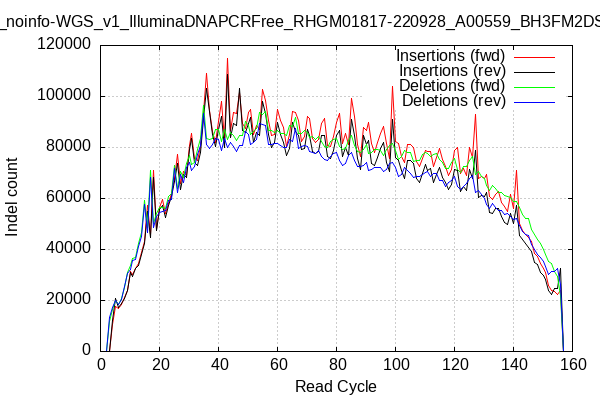 _noinfo-WGS_v1_IlluminaDNAPCRFree_RHGM01817-220928_A00559_BH3FM2DS
120000
100000
80000
60000
40000
20000
0
Indel count
Insertions (fwd)
Insertions (rev)
Deletions (fwd)
Deletions (rev)
0 20 40 60 80 100 120 140 160
Read Cycle